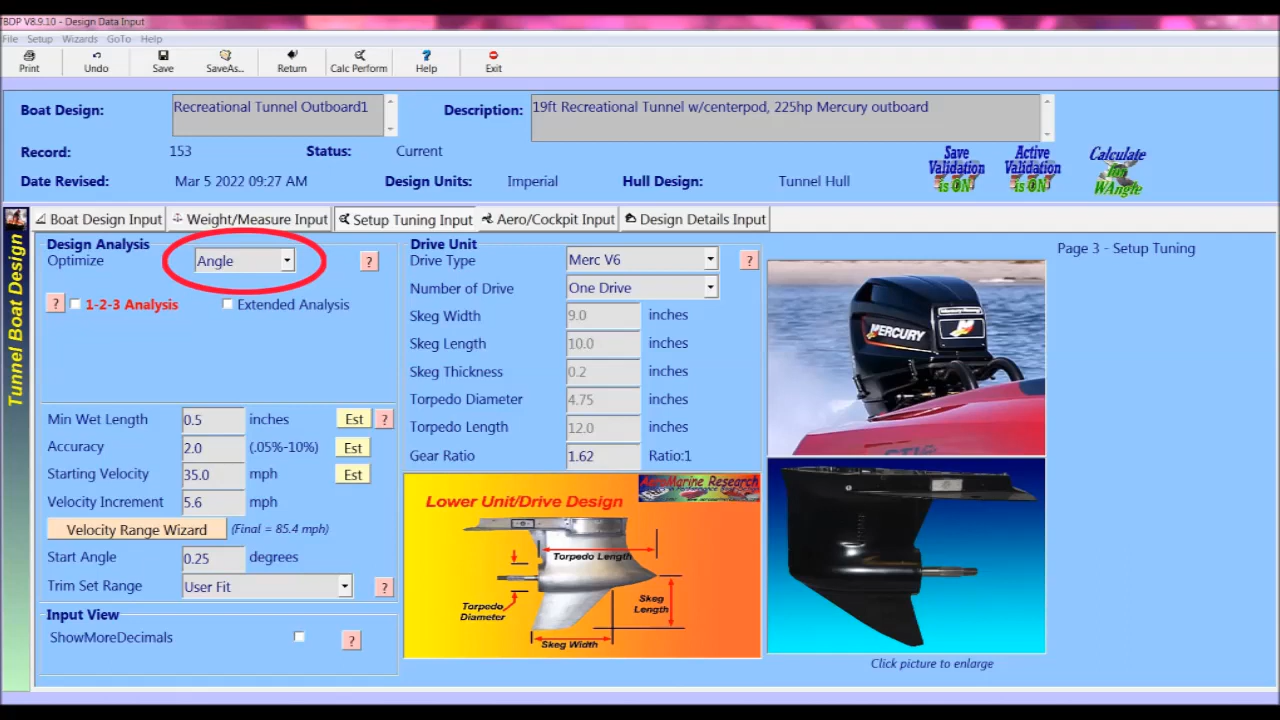 TBDP V8.9.10 - Design Data Input
File Setup Wizards GoTo Help
Print Undo Save SaveAs... Return Calc Perform Help Exit
Boat Design: Recreational Tunnel Outboard1 Description: 19ft Recreational Tunnel w/centerpod, 225hp Mercury outboard
Record: 153 Status: Current
Save Validation is ON
Active Validation is ON
Calculate for WAngle
Date Revised: Mar 5 2022 09:27 AM Design Units: Imperial Hull Design: Tunnel Hull
Boat Design Input Weight/Measure Input Setup Tuning Input Aero/Cockpit Input Design Details Input
Tunnel Boat Design
Design Analysis
Optimize Angle ?
? 1-2-3 Analysis Extended Analysis
Min Wet Length 0.5 inches Est ?
Accuracy 2.0 (.05%-10%) Est
Starting Velocity 35.0 mph Est
Velocity Increment 5.6 mph
Velocity Range Wizard (Final = 85.4 mph)
Start Angle 0.25 degrees
Trim Set Range User Fit ?
Input View
ShowMoreDecimals ?
Drive Unit
Drive Type Merc V6 ?
Number of Drive One Drive
Skeg Width 9.0 inches
Skeg Length 10.0 inches
Skeg Thickness 0.2 inches
Torpedo Diameter 4.75 inches
Torpedo Length 12.0 inches
Gear Ratio 1.62 Ratio:1
AeroMarine Research
Lower Unit/Drive Design
Torpedo Length
Torpedo Diameter
Skeg Length
Skeg Width
Page 3 - Setup Tuning
MERCURY
Click picture to enlarge